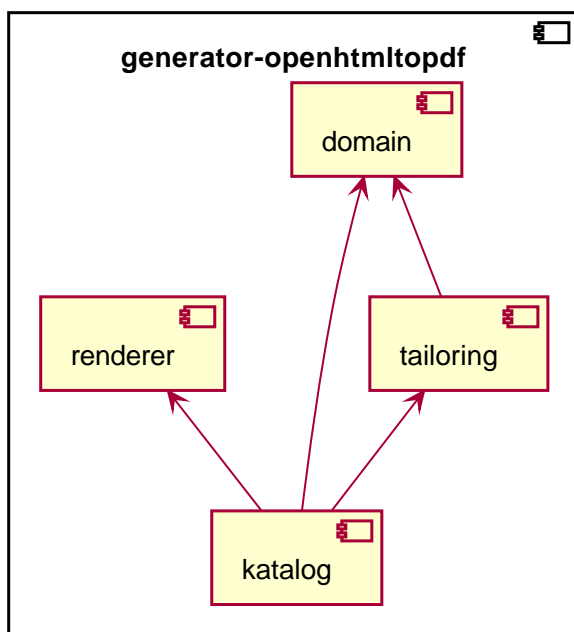 generator-openhtmltopdf
domain
renderer
tailoring
katalog